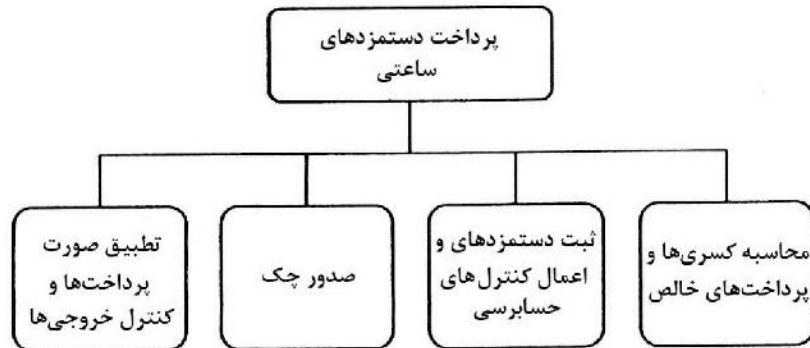 پرداخت دستمزدهای
ساعتی
محاسبه کسری‌ها و
پرداخت‌های خالص
ثبت دستمزدهای و
اعمال کنترل‌های
حسابرسی
صدور چک
تطبیق صورت
پرداخت‌ها و
کنترل خروجی‌ها